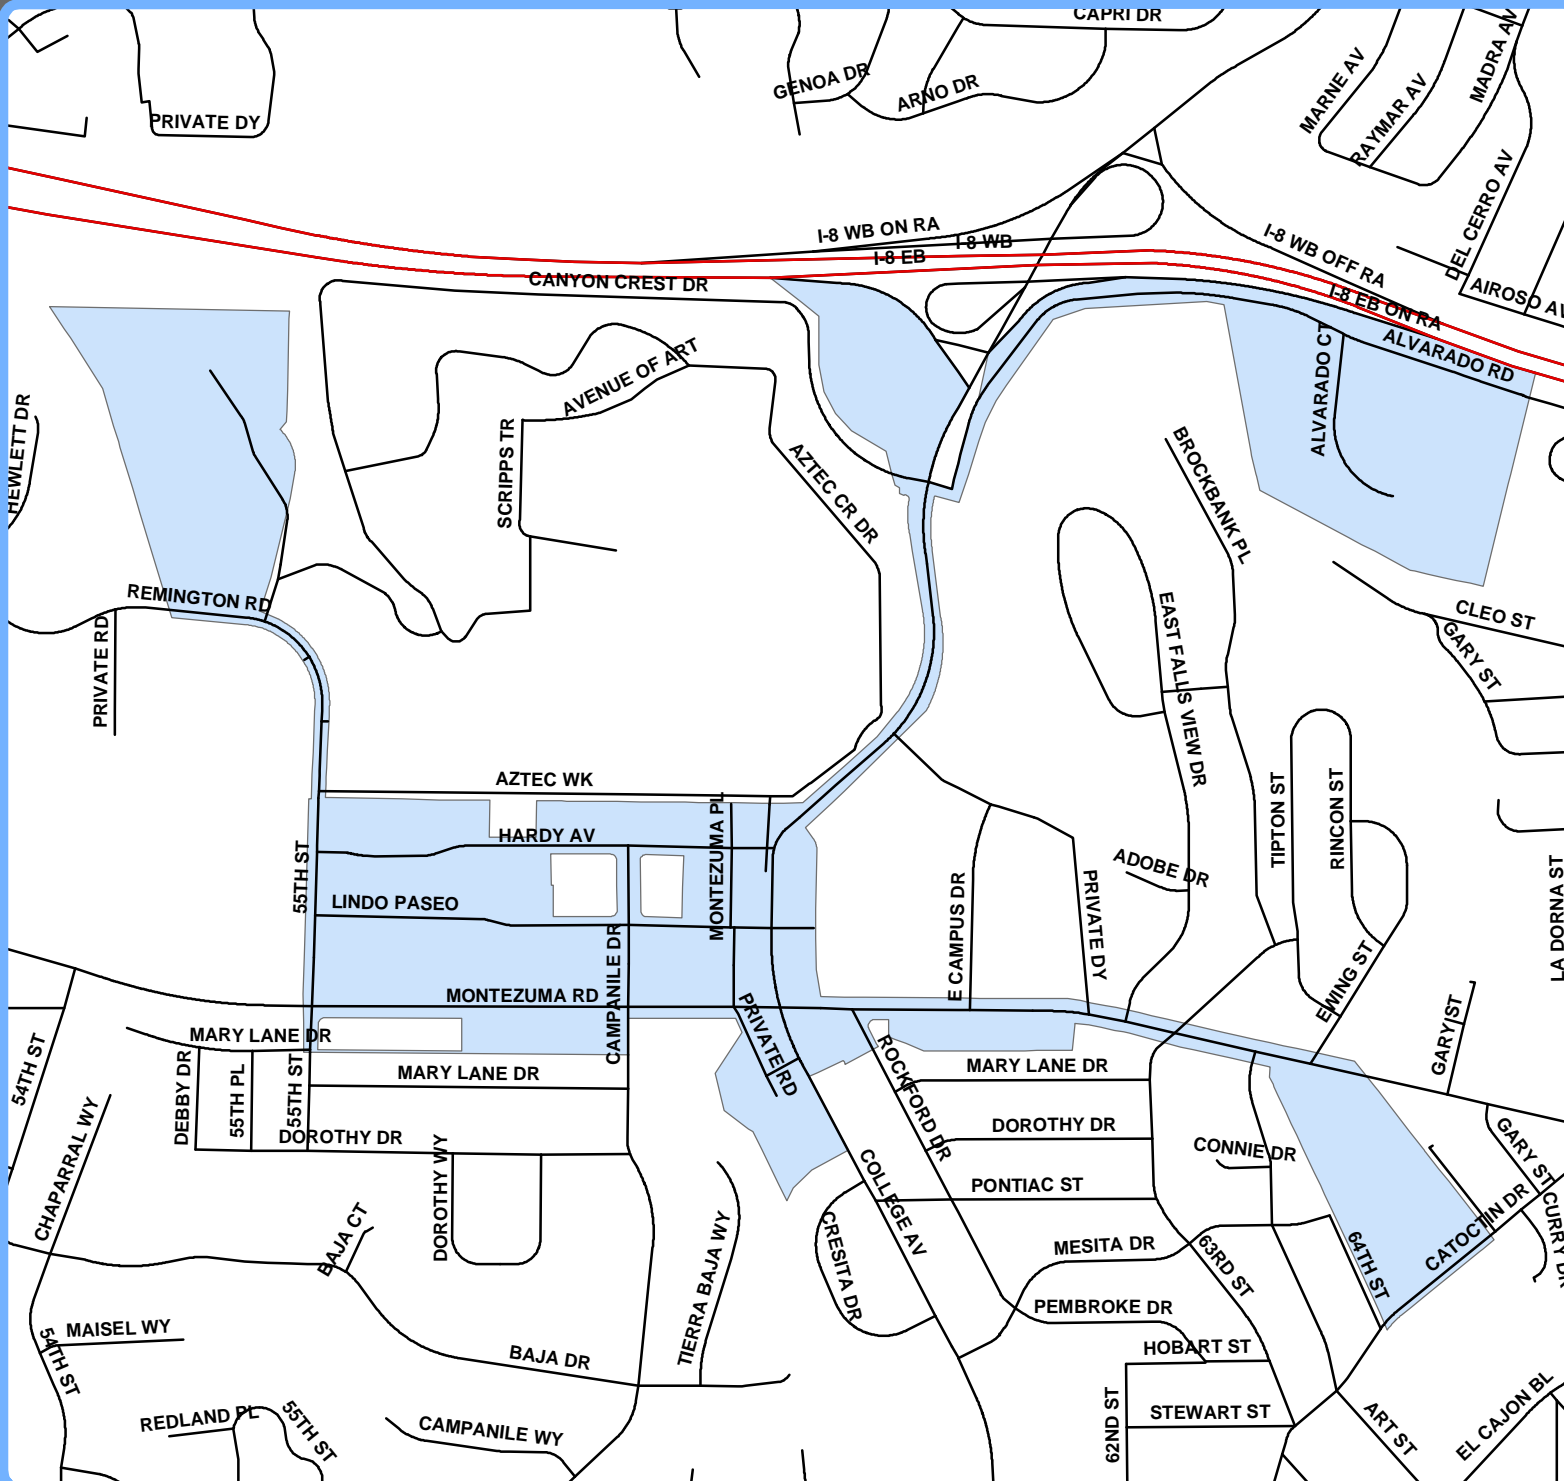 CAPRI DR
GENOA DR
ARNO DR
MARNE AV
RAYMAR AV
MADRA AV
PRIVATE DY
DEL CERRO AV
I-8 WB ON RA
I-8 WB
I-8 EB
I-8 WB OFF RA
I-8 EB ON RA
AIROSO AV
CANYON CREST DR
ALVARADO RD
ALVARADO CT
AVENUE OF ART
SCRIPPS TR
HEWLETT DR
AZTEC CR DR
BROCKBANK PL
REMINGTON RD
PRIVATE RD
EAST FALLS VIEW DR
CLEO ST
GARY ST
AZTEC WK
HARDY AV
MONTEZUMA PL
55TH ST
LINDO PASEO
CAMPANILE DR
MONTEZUMA RD
E CAMPUS DR
PRIVATE DY
ADOBE DR
TIPTON ST
RINCON ST
EWING ST
LA DORNA ST
GARY ST
54TH ST
MARY LANE DR
DEBBY DR
55TH PL
55TH ST
MARY LANE DR
PRIVATE RD
ROCKFORD DR
MARY LANE DR
DOROTHY DR
DOROTHY DR
CONNIE DR
PONTIAC ST
CHAPARRAL WY
DOROTHY WY
BAJA CT
COLLEGE AV
CRESITA DR
TIERRA BAJA WY
MESITA DR
63RD ST
64TH ST
CATOCTIN DR
GARY ST
CURRY DR
PEMBROKE DR
HOBART ST
MAISEL WY
54TH ST
BAJA DR
REDLAND PL
55TH ST
CAMPANILE WY
62ND ST
STEWART ST
ART ST
EL CAJON BL